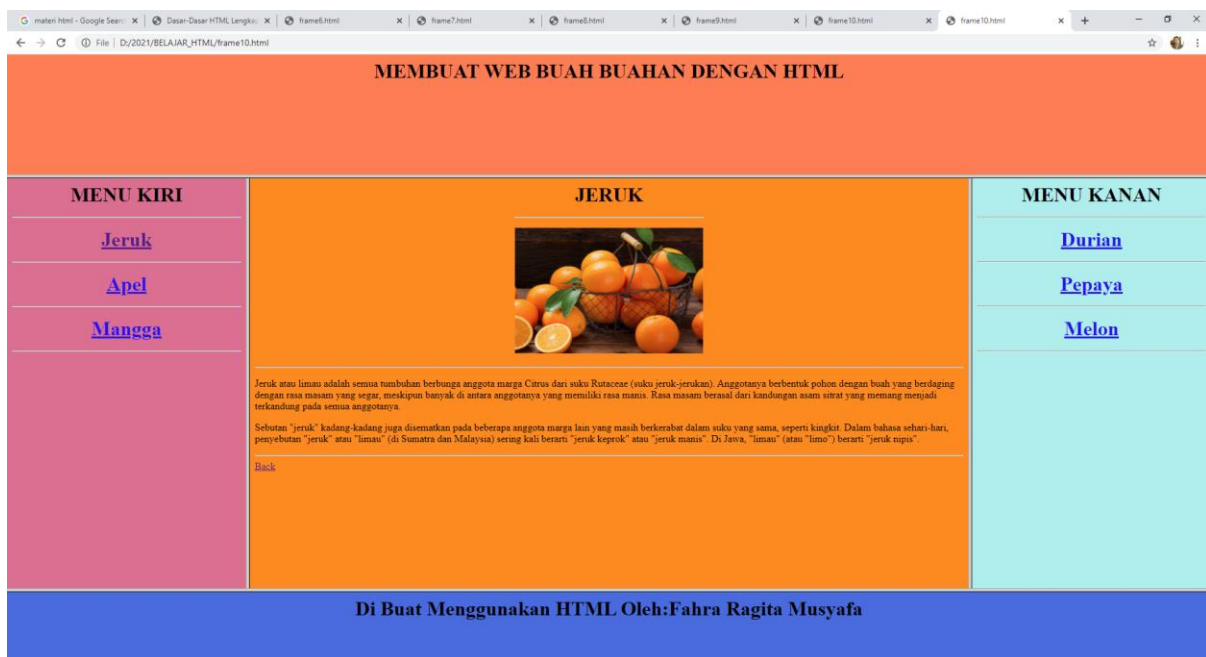 materi html - Google Searc
Dasar-Dasar HTML Lengkap
frame6.html
frame7.html
frame8.html
frame9.html
frame10.html
frame10.html
File | D:/2021/BELAJAR_HTML/frame10.html
MEMBUAT WEB BUAH BUAHAN DENGAN HTML
MENU KIRI
Jeruk
Apel
Mangga
JERUK
Jeruk atau limau adalah semua tumbuhan berbunga anggota marga Citrus dari suku Rutaceae (suku jeruk-jerukan). Anggotanya berbentuk pohon dengan buah yang berdaging
dengan rasa masam yang segar, meskipun banyak di antara anggotanya yang memiliki rasa manis. Rasa masam berasal dari kandungan asam sitrat yang memang menjadi
terkandung pada semua anggotanya.
Sebutan "jeruk" kadang-kadang juga disematkan pada beberapa anggota marga lain yang masih berkerabat dalam suku yang sama, seperti kingkit. Dalam bahasa sehari-hari,
penyebutan "jeruk" atau "limau" (di Sumatra dan Malaysia) sering kali berarti "jeruk keprok" atau "jeruk manis". Di Jawa, "limau" (atau "limo") berarti "jeruk nipis".
Back
MENU KANAN
Durian
Pepaya
Melon
Di Buat Menggunakan HTML Oleh:Fahra Ragita Musyafa